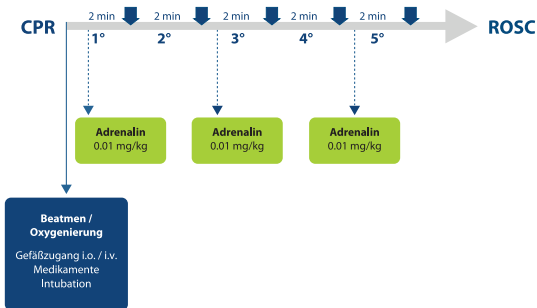 2 min 2 min 2 min 2 min 2 min
CPR ROSC
1° 2° 3° 4° 5°
Adrenalin
0.01 mg/kg
Adrenalin
0.01 mg/kg
Adrenalin
0.01 mg/kg
Beatmen /
Oxygenierung
Gefäßzugang i.o. / i.v.
Medikamente
Intubation